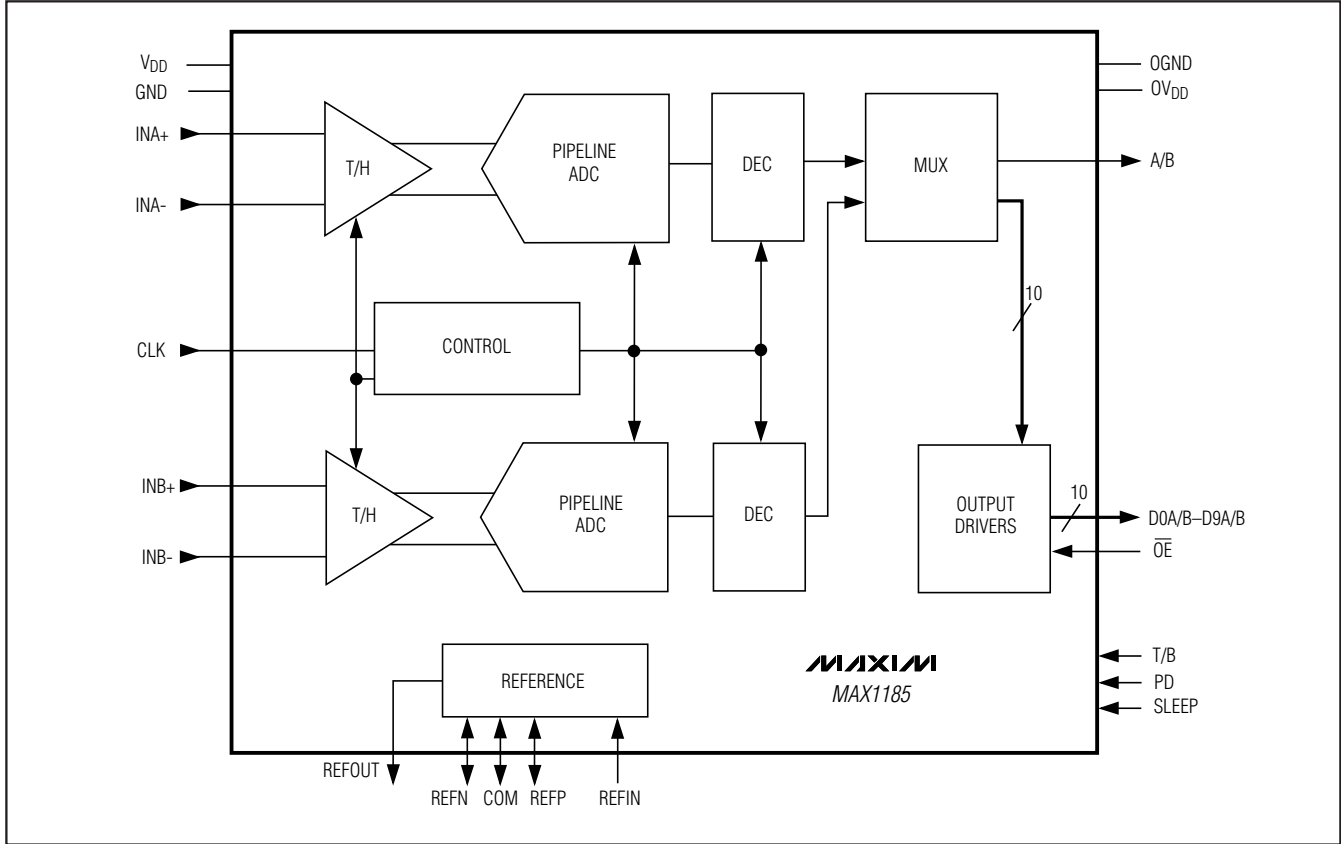 VDD
GND
INA+
INA-
CLK
INB+
INB-
T/H
PIPELINE
ADC
DEC
MUX
CONTROL
10
T/H
PIPELINE
ADC
DEC
OUTPUT
DRIVERS
10
REFERENCE
MAXIM
MAX1185
OGND
OVDD
A/B
D0A/B–D9A/B
O̅E̅
T/B
PD
SLEEP
REFOUT
REFN
COM
REFP
REFIN